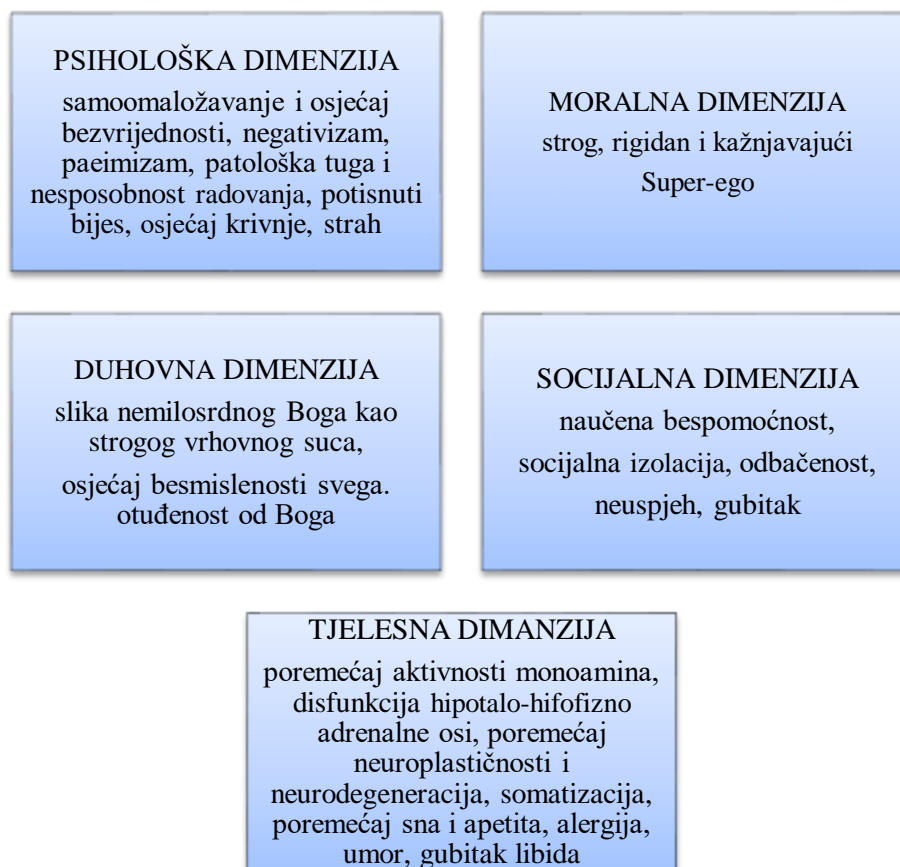 PSIHOLOŠKA DIMENZIJA
samoomaložavanje i osjećaj
bezvrijednosti, negativizam,
paeimizam, patološka tuga i
nesposobnost radovanja, potisnuti
bijes, osjećaj krivnje, strah
MORALNA DIMENZIJA
strog, rigidan i kažnjavajući
Super-ego
DUHOVNA DIMENZIJA
slika nemilosrdnog Boga kao
strogog vrhovnog suca,
osjećaj besmislenosti svega.
otuđenost od Boga
SOCIJALNA DIMENZIJA
naučena bespomoćnost,
socijalna izolacija, odbačenost,
neuspjeh, gubitak
TJELESNA DIMANZIJA
poremećaj aktivnosti monoamina,
disfunkcija hipotalo-hifofizno
adrenalne osi, poremećaj
neuroplastičnosti i
neurodegeneracija, somatizacija,
poremećaj sna i apetita, alergija,
umor, gubitak libida